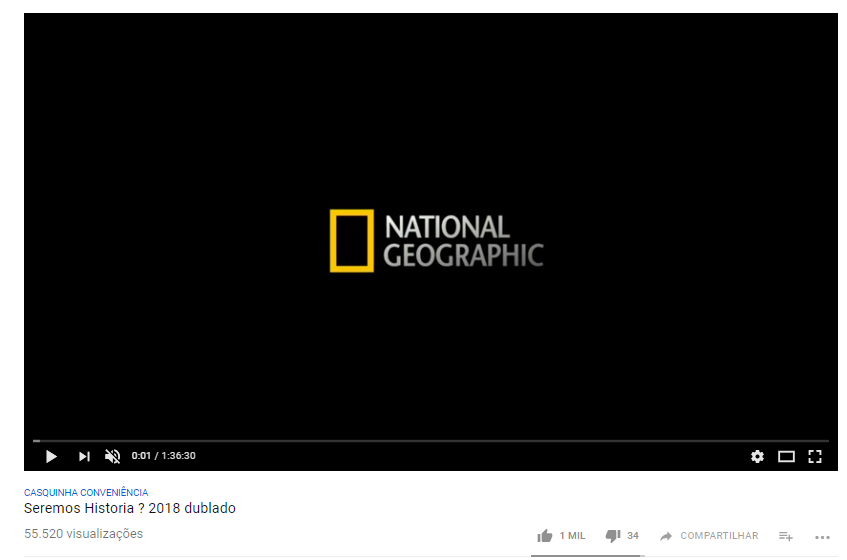 NATIONAL
GEOGRAPHIC
0:01 / 1:36:30
CASQUINHA CONVENIÊNCIA
Seremos Historia ? 2018 dublado
55.520 visualizações
1 MIL 34 COMPARTILHAR